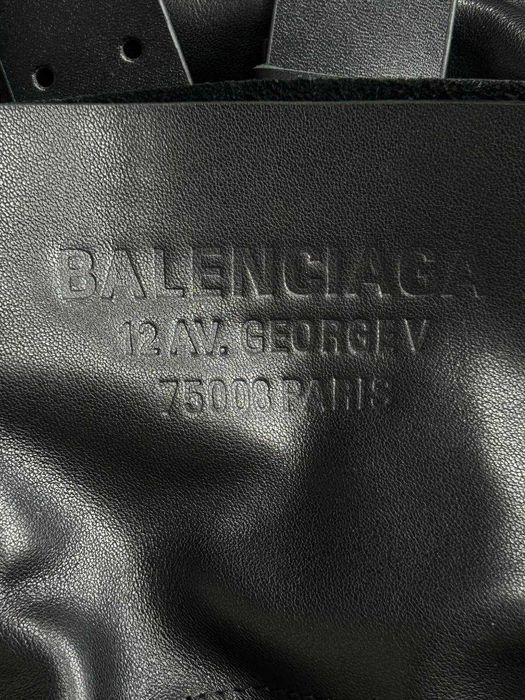 BALENCIAGA
12 AV. GEORGE V
75008 PARIS